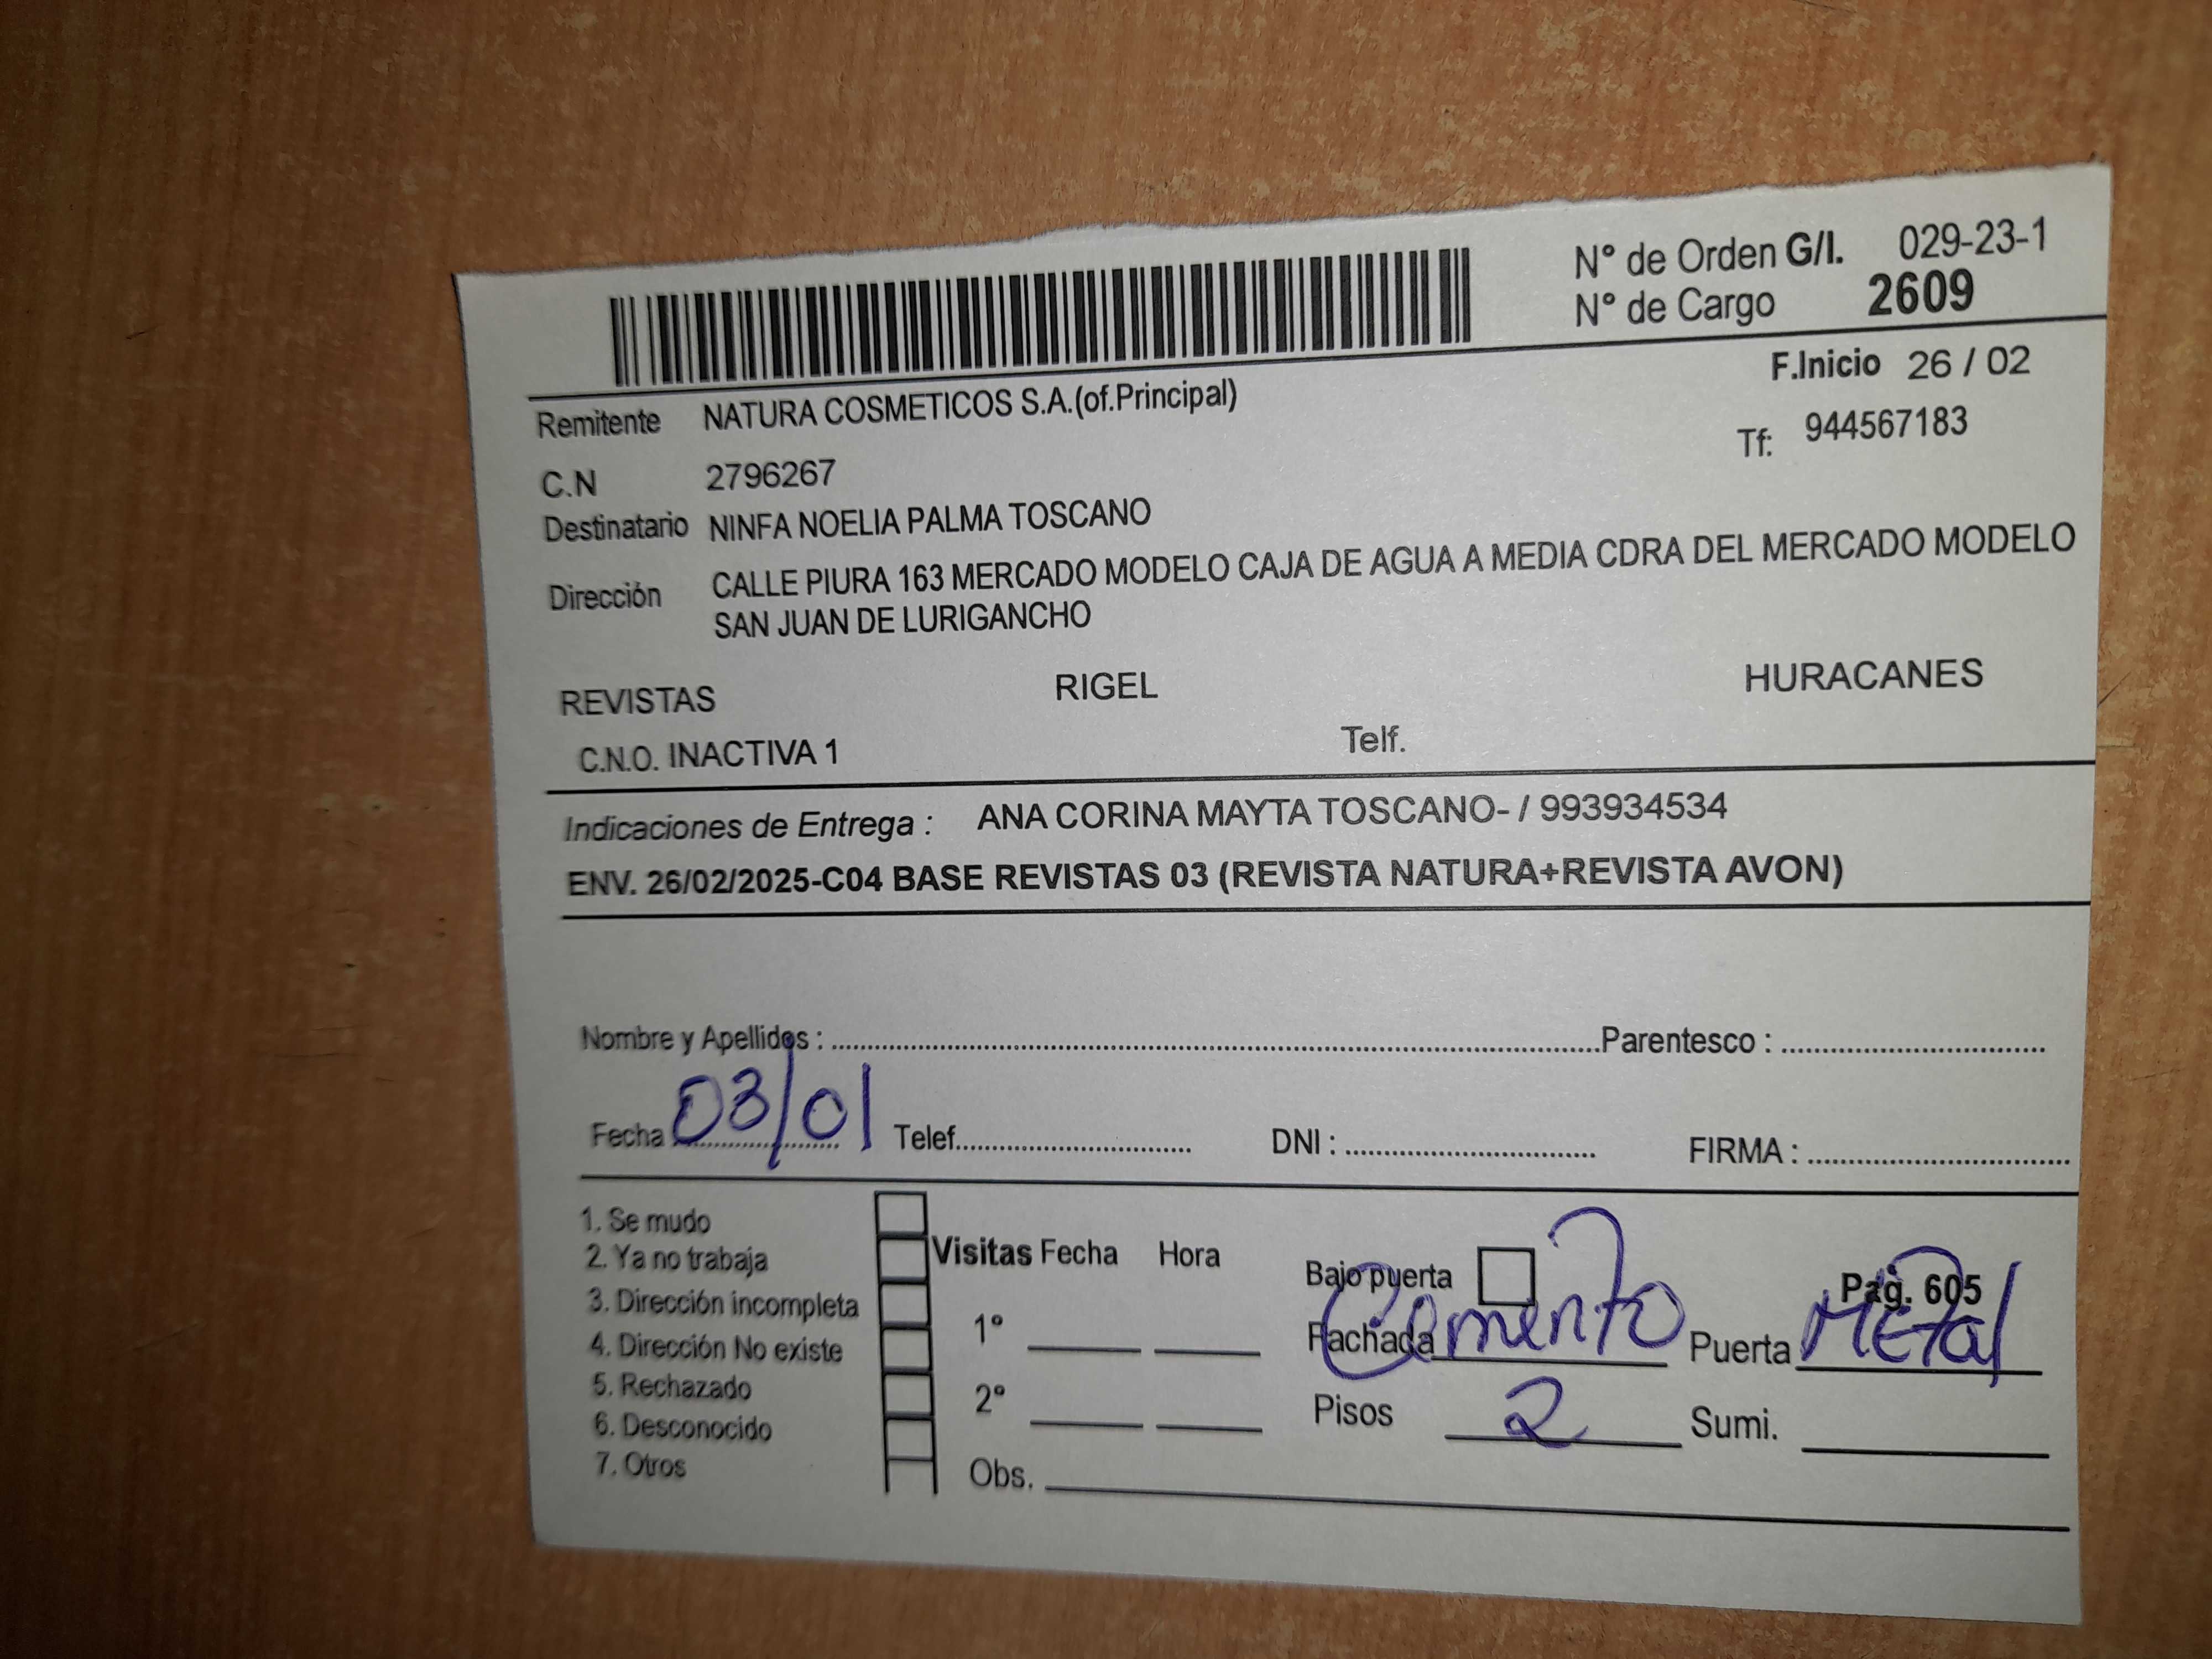 N° de Orden G/I. 029-23-1
N° de Cargo 2609
F.Inicio 26 / 02
Remitente NATURA COSMETICOS S.A.(of.Principal)
Tf: 944567183
C.N 2796267
Destinatario NINFA NOELIA PALMA TOSCANO
Dirección CALLE PIURA 163 MERCADO MODELO CAJA DE AGUA A MEDIA CDRA DEL MERCADO MODELO
SAN JUAN DE LURIGANCHO
REVISTAS RIGEL HURACANES
C.N.O. INACTIVA 1 Telf.
Indicaciones de Entrega : ANA CORINA MAYTA TOSCANO- / 993934534
ENV. 26/02/2025-C04 BASE REVISTAS 03 (REVISTA NATURA+REVISTA AVON)
Nombre y Apellidos : Parentesco :
Fecha 03/01 Telef. DNI : FIRMA :
1. Se mudo
2. Ya no trabaja
3. Dirección incompleta
4. Dirección No existe
5. Rechazado
6. Desconocido
7. Otros
Visitas Fecha Hora
1°
2°
Obs.
Bajo puerta Pag. 605
Fachada Cemento Puerta Metal
Pisos 2 Sumi.